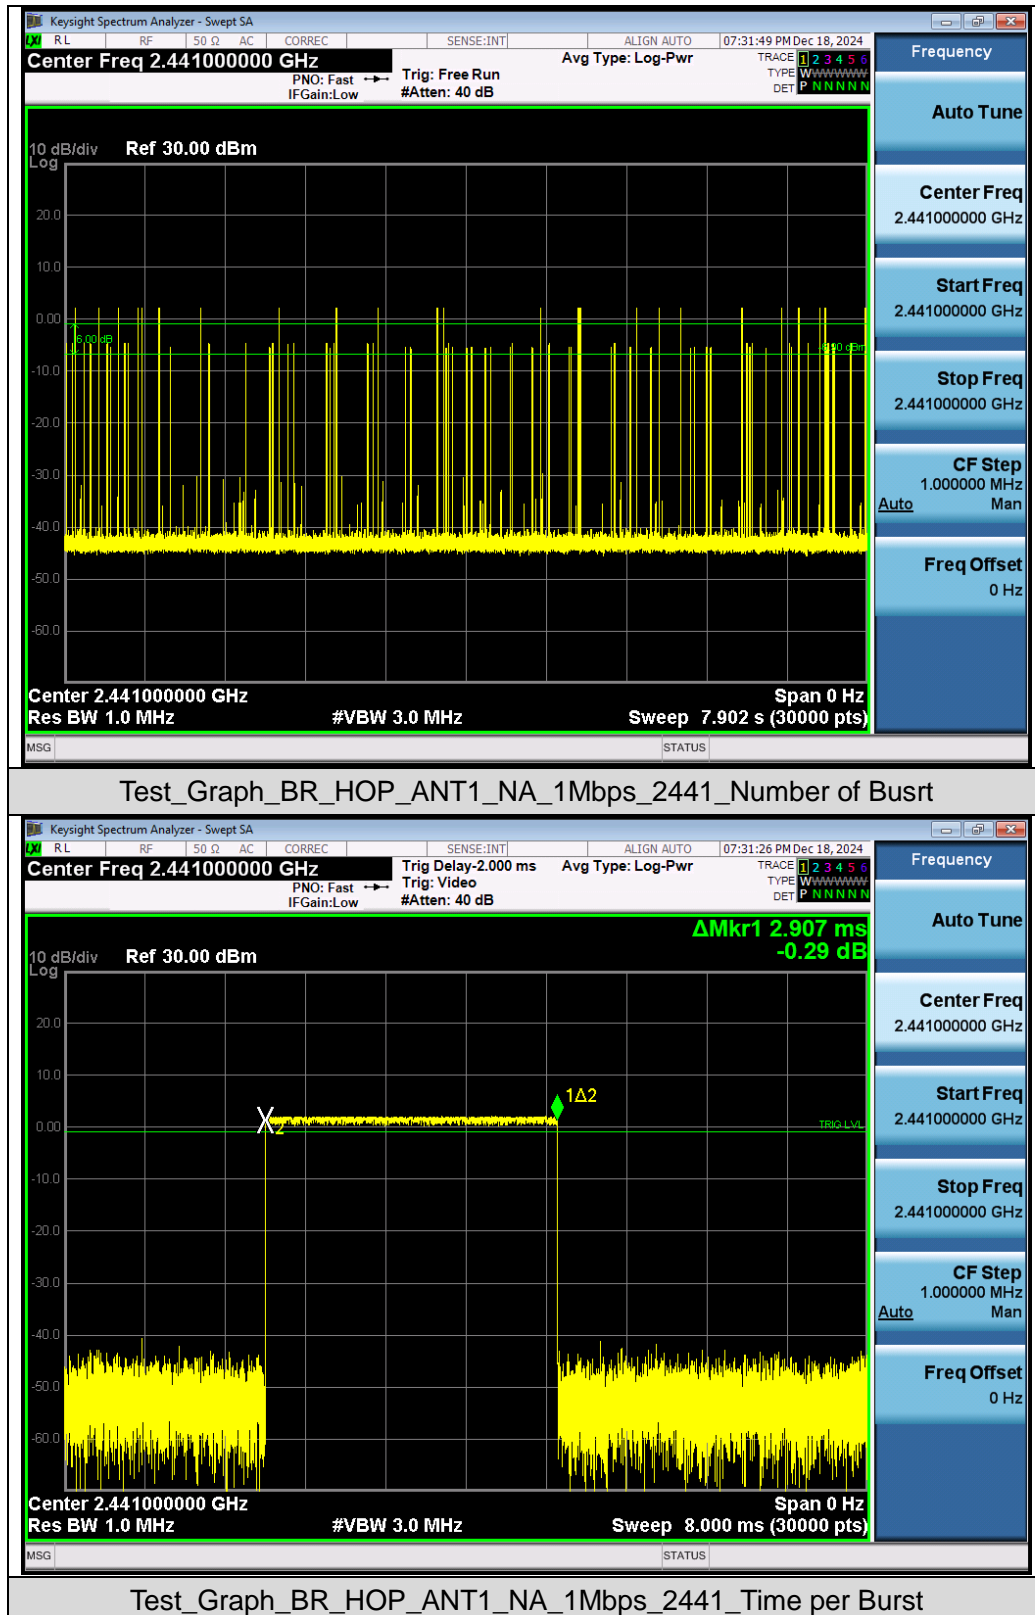 Keysight Spectrum Analyzer - Swept SA
LXI RL RF 50 Ω AC CORREC SENSE:INT ALIGN AUTO 07:31:49 PM Dec 18, 2024
Center Freq 2.441000000 GHz
PNO: Fast
IFGain:Low
Trig: Free Run
#Atten: 40 dB
Avg Type: Log-Pwr
TRACE 1 2 3 4 5 6
TYPE WWWWWW
DET P N N N N N
10 dB/div Ref 30.00 dBm
Log
20.0
10.0
0.00
6.00 dB
-10.0
-20.0
-30.0
-40.0
-50.0
-60.0
Center 2.441000000 GHz Span 0 Hz
Res BW 1.0 MHz #VBW 3.0 MHz Sweep 7.902 s (30000 pts)
MSG STATUS
Frequency
Auto Tune
Center Freq
2.441000000 GHz
Start Freq
2.441000000 GHz
Stop Freq
2.441000000 GHz
CF Step
1.000000 MHz
Auto Man
Freq Offset
0 Hz
Test_Graph_BR_HOP_ANT1_NA_1Mbps_2441_Number of Busrt
Keysight Spectrum Analyzer - Swept SA
LXI RL RF 50 Ω AC CORREC SENSE:INT ALIGN AUTO 07:31:26 PM Dec 18, 2024
Center Freq 2.441000000 GHz
PNO: Fast
IFGain:Low
Trig Delay-2.000 ms
Trig: Video
#Atten: 40 dB
Avg Type: Log-Pwr
TRACE 1 2 3 4 5 6
TYPE WWWWWW
DET P N N N N N
ΔMkr1 2.907 ms
-0.29 dB
10 dB/div Ref 30.00 dBm
Log
20.0
10.0
1Δ2
2
0.00
TRIG LVL
-10.0
-20.0
-30.0
-40.0
-50.0
-60.0
Center 2.441000000 GHz Span 0 Hz
Res BW 1.0 MHz #VBW 3.0 MHz Sweep 8.000 ms (30000 pts)
MSG STATUS
Frequency
Auto Tune
Center Freq
2.441000000 GHz
Start Freq
2.441000000 GHz
Stop Freq
2.441000000 GHz
CF Step
1.000000 MHz
Auto Man
Freq Offset
0 Hz
Test_Graph_BR_HOP_ANT1_NA_1Mbps_2441_Time per Burst